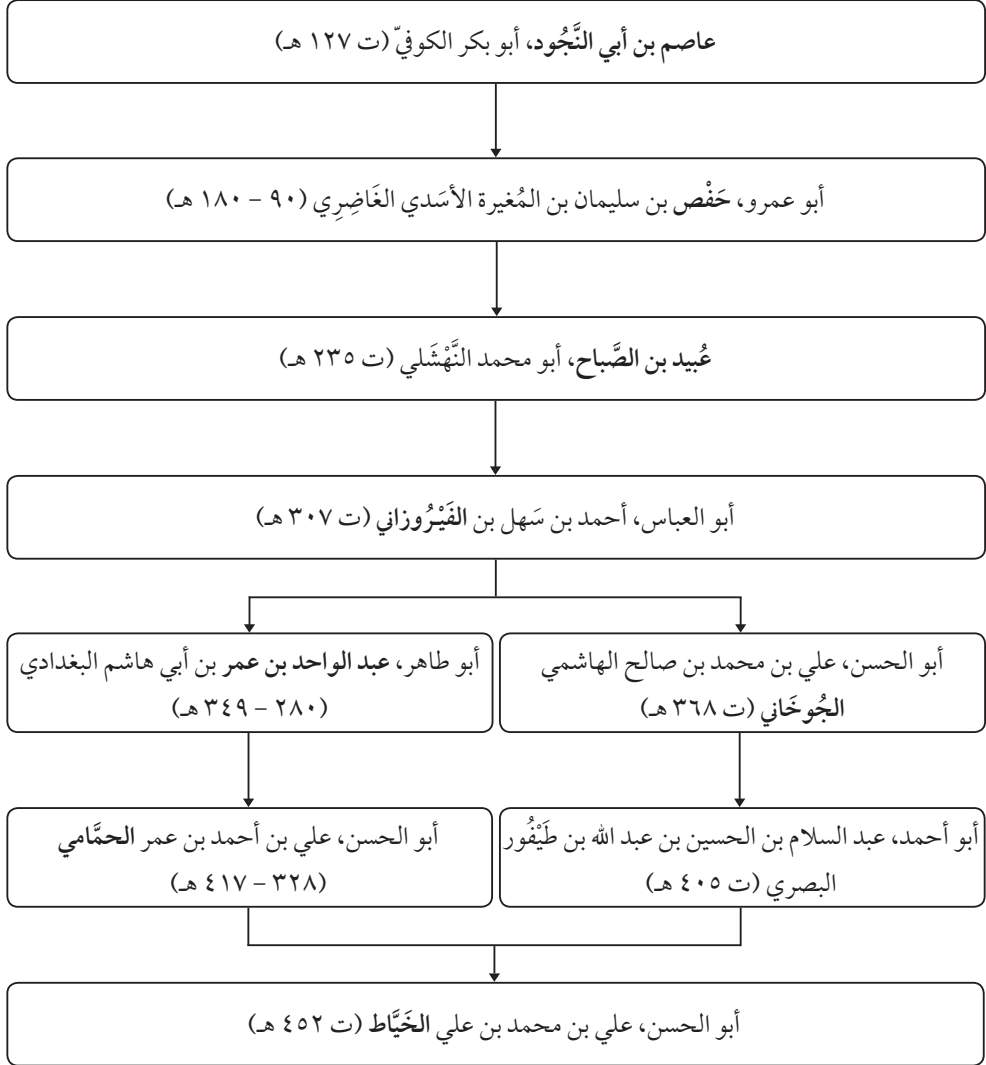 عاصم بن أبي النَّجُود، أبو بكر الكوفيّ (ت ١٢٧ هـ)
أبو عمرو، حَفْص بن سليمان بن المُغيرة الأسَدي الغَاضِرِي (٩٠ – ١٨٠ هـ)
عُبيد بن الصَّباح، أبو محمد النَّهْشَلي (ت ٢٣٥ هـ)
أبو العباس، أحمد بن سَهل بن الفَيْرُوزاني (ت ٣٠٧ هـ)
أبو الحسن، علي بن محمد بن صالح الهاشمي
الجُوخَاني (ت ٣٦٨ هـ)
أبو طاهر، عبد الواحد بن عمر بن أبي هاشم البغدادي
(٢٨٠ – ٣٤٩ هـ)
أبو أحمد، عبد السلام بن الحسين بن عبد الله بن طَيْفُور
البصري (ت ٤٠٥ هـ)
أبو الحسن، علي بن أحمد بن عمر الحمَّامي
(٣٢٨ – ٤١٧ هـ)
أبو الحسن، علي بن محمد بن علي الخَيَّاط (ت ٤٥٢ هـ)